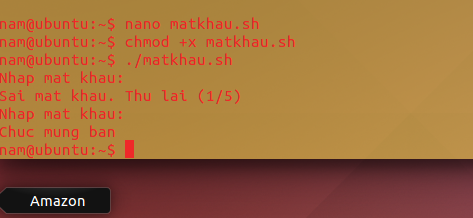 nam@ubuntu:~$ nano matkhau.sh
nam@ubuntu:~$ chmod +x matkhau.sh
nam@ubuntu:~$ ./matkhau.sh
Nhap mat khau:
Sai mat khau. Thu lai (1/5)
Nhap mat khau:
Chuc mung ban
nam@ubuntu:~$
Amazon